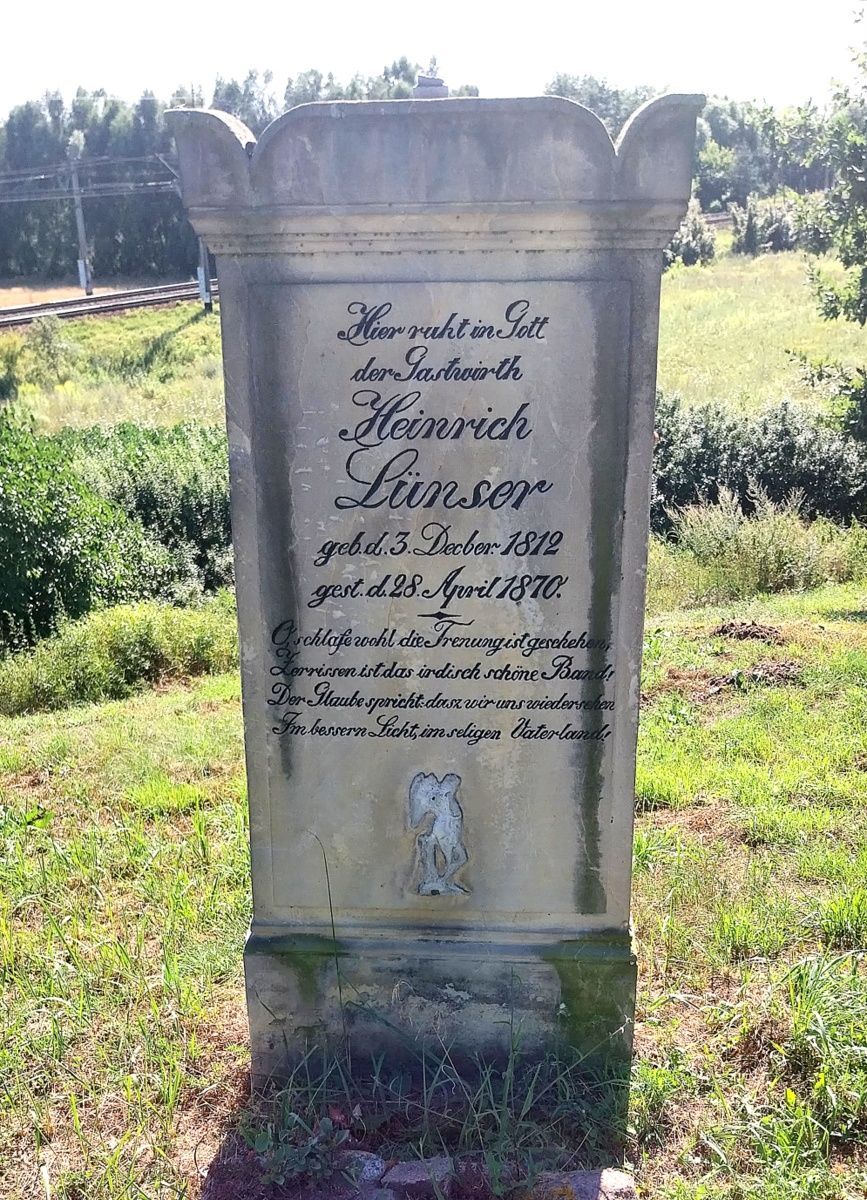 Hier ruht in Gott
der Gastwirth
Heinrich
Lünser
geb. d. 3. Decber 1812
gest. d. 28. April 1870.
O schlafe wohl die Trenung ist gesehehen,
Zerrissen ist das irdisch schöne Band!
Der Glaube spricht: dasz wir uns wiedersehen
Im bessern Licht, im seligen Vaterland!